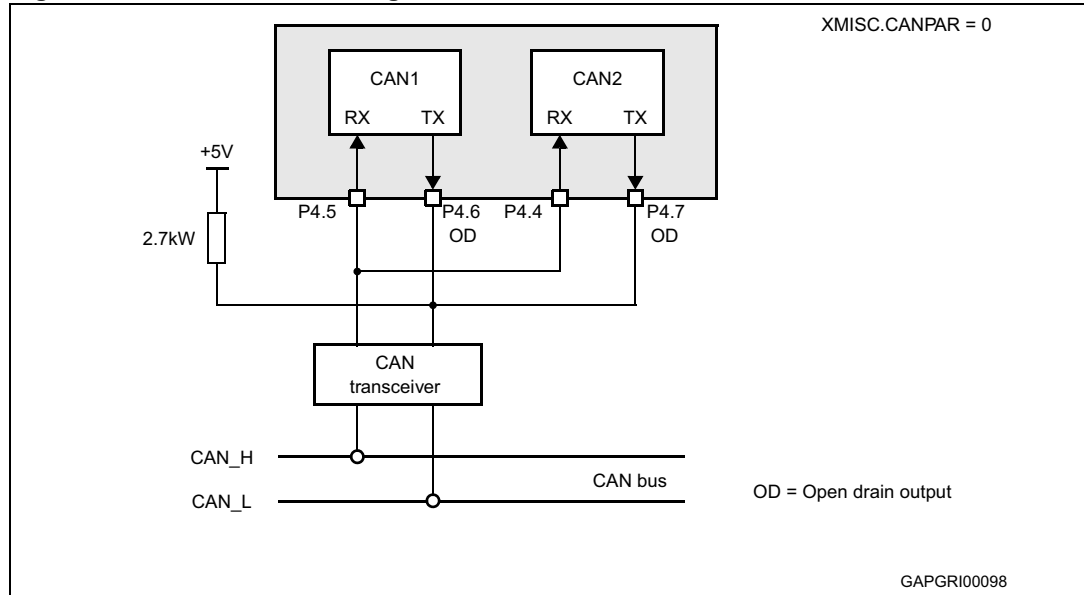 XMISC.CANPAR = 0
CAN1
CAN2
RX
TX
RX
TX
+5V
P4.5
P4.6
OD
P4.4
P4.7
OD
2.7kW
CAN
transceiver
CAN_H
CAN bus
CAN_L
OD = Open drain output
GAPGRI00098